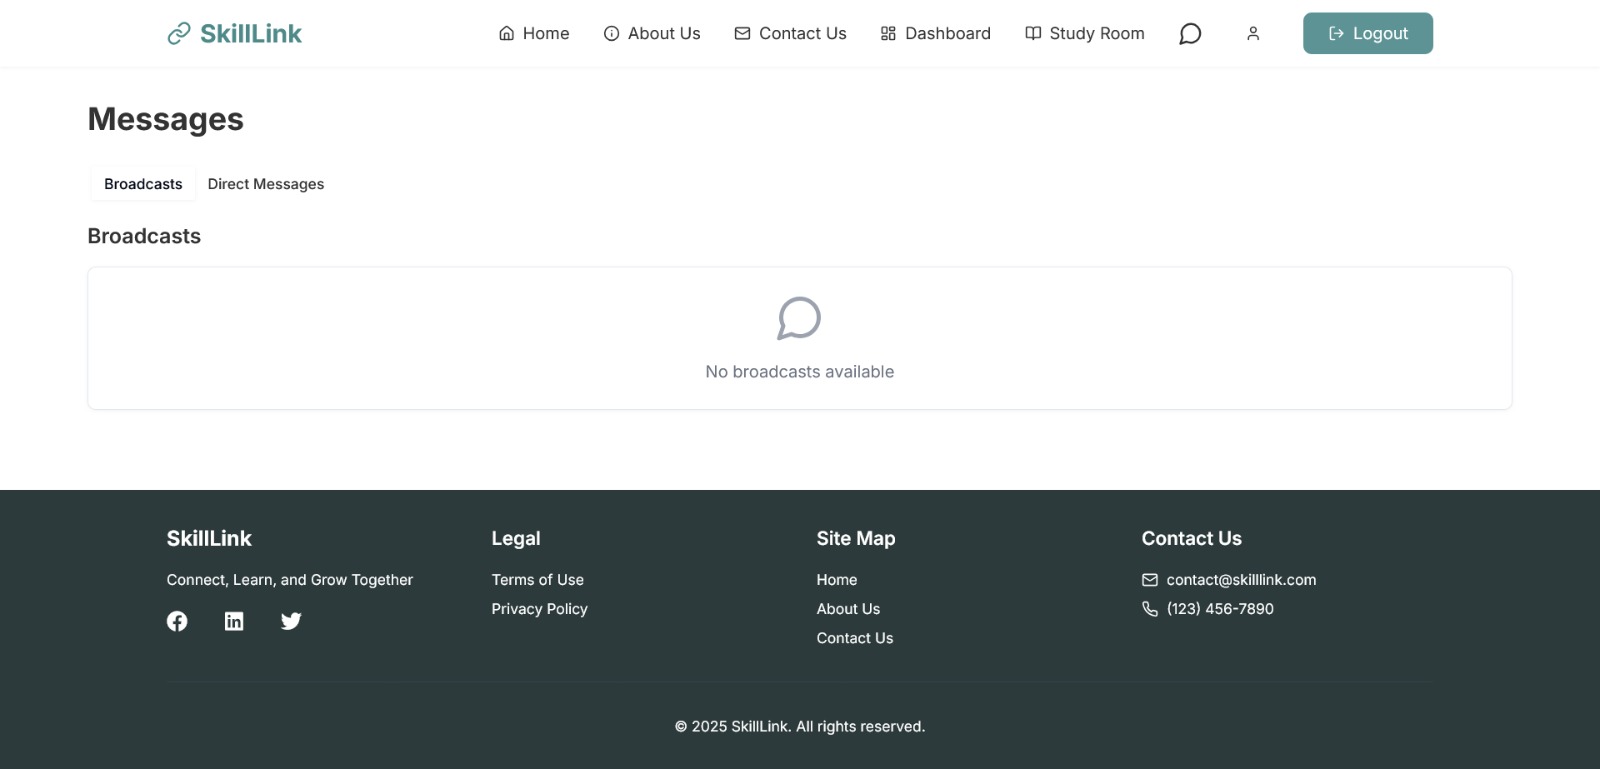 SkillLink
Home
About Us
Contact Us
Dashboard
Study Room
Logout
Messages
Broadcasts
Direct Messages
Broadcasts
No broadcasts available
SkillLink
Connect, Learn, and Grow Together
Legal
Terms of Use
Privacy Policy
Site Map
Home
About Us
Contact Us
Contact Us
contact@skilllink.com
(123) 456-7890
© 2025 SkillLink. All rights reserved.